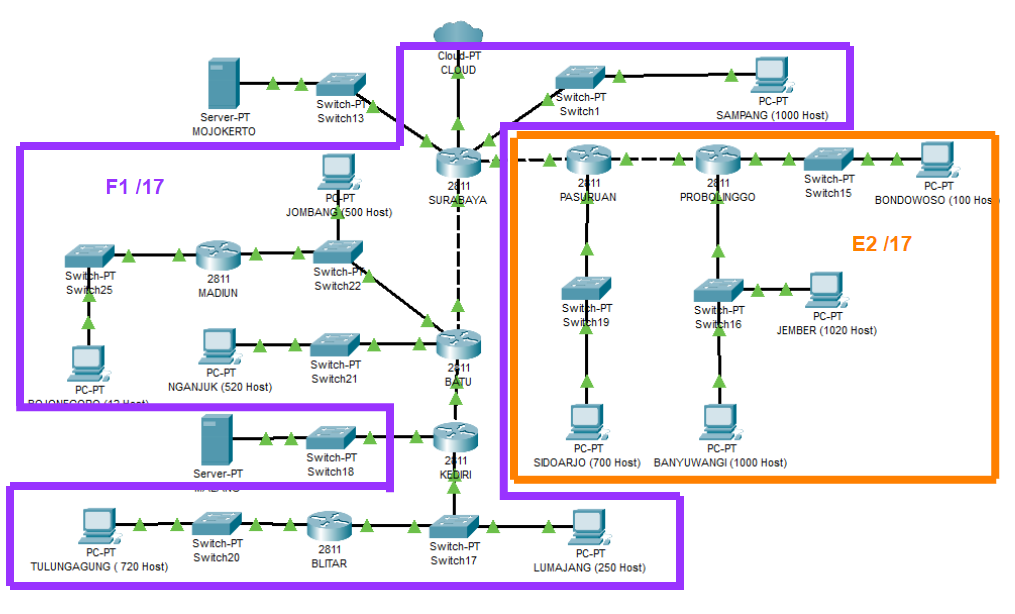 Cloud-PT
CLOUD
Server-PT
MOJOKERTO
Switch-PT
Switch13
Switch-PT
Switch1
PC-PT
SAMPANG (1000 Host)
2811
SURABAYA
2811
PASURUAN
2811
PROBOLINGGO
Switch-PT
Switch15
PC-PT
BONDOWOSO (100 Host)
F1 /17
PC-PT
JOMBANG (500 Host)
E2 /17
Switch-PT
Switch25
2811
MADIUN
Switch-PT
Switch22
Switch-PT
Switch19
Switch-PT
Switch16
PC-PT
JEMBER (1020 Host)
PC-PT
NGANJUK (520 Host)
Switch-PT
Switch21
2811
BATU
PC-PT
BOJONEGORO (12 Host)
PC-PT
SIDOARJO (700 Host)
PC-PT
BANYUWANGI (1000 Host)
Server-PT
MALANG
Switch-PT
Switch18
2811
KEDIRI
PC-PT
TULUNGAGUNG ( 720 Host)
Switch-PT
Switch20
2811
BLITAR
Switch-PT
Switch17
PC-PT
LUMAJANG (250 Host)